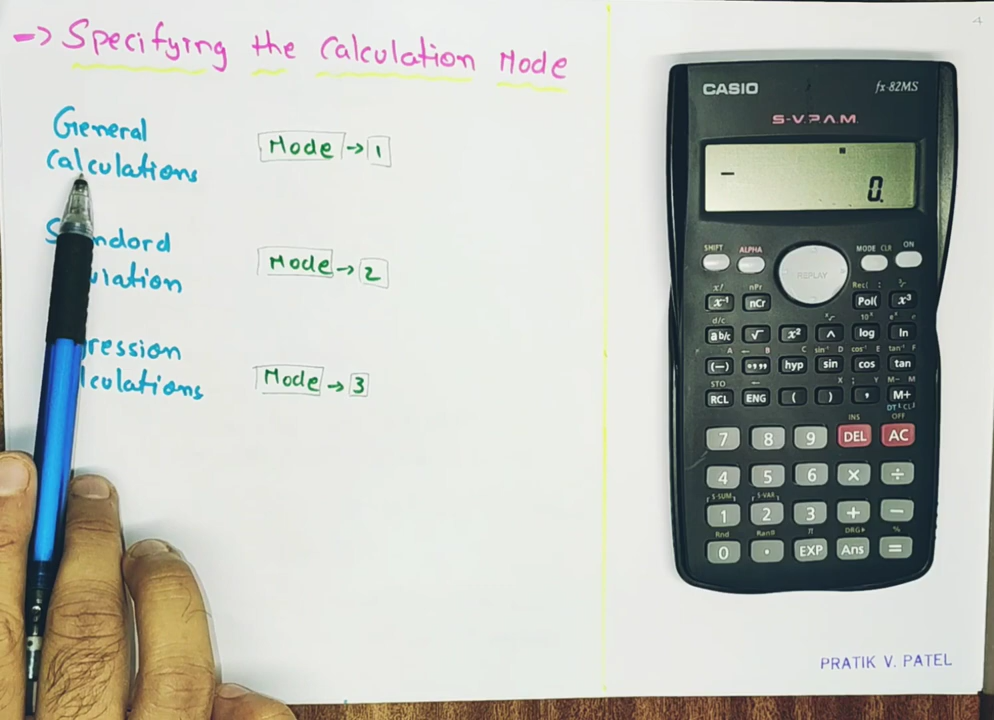 -> Specifying the Calculation Mode
General
Calculations
Mode -> 1
Mode -> 2
Mode -> 3
CASIO fx-82MS
S-V.P.A.M.
0.
SHIFT ALPHA MODE CLR ON
REPLAY
x! nPr Rec( :
x⁻¹ nCr Pol( x³
d/c 10ˣ eˣ
a b/c √ x² ^ log ln
A B C sin⁻¹ D cos⁻¹ E tan⁻¹ F
(−) °,,, hyp sin cos tan
STO ← X ; Y M− M
RCL ENG ( ) , M+
DT CL
INS OFF
7 8 9 DEL AC
4 5 6 × ÷
S-SUM S-VAR
1 2 3 + −
Rnd Ran# π DRG▸ %
0 . EXP Ans =
PRATIK V. PATEL